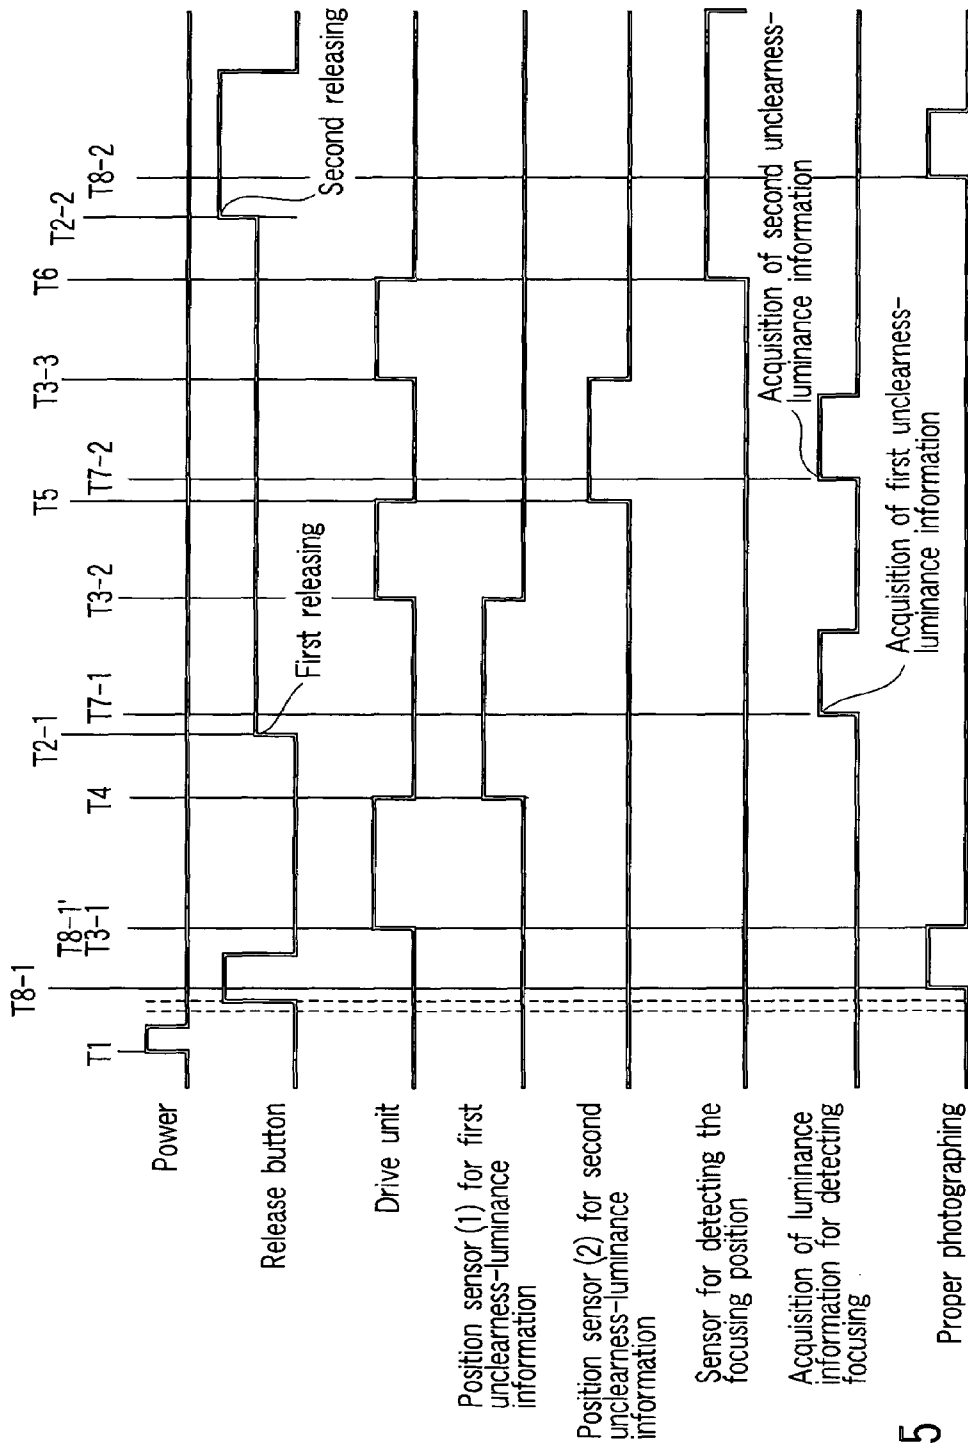 T1
T8-1
T8-1'
T3-1
T4
T2-1
T7-1
T3-2
T5
T7-2
T3-3
T6
T2-2
T8-2
Power
Release button
First releasing
Second releasing
Drive unit
Position sensor (1) for first
unclearness-luminance
information
Position sensor (2) for second
unclearness-luminance
information
Sensor for detecting the
focusing position
Acquisition of luminance
information for detecting
focusing
Acquisition of second unclearness-
luminance information
Acquisition of first unclearness-
luminance information
Proper photographing
5